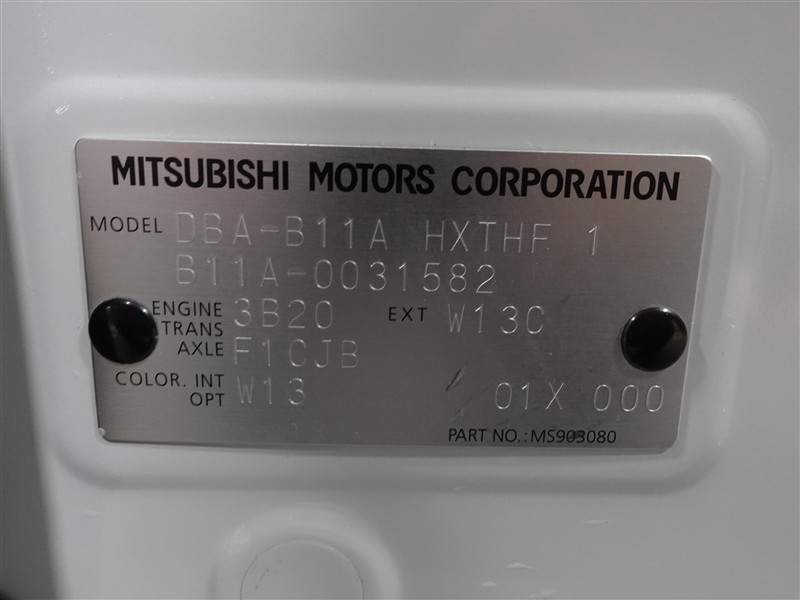 MITSUBISHI MOTORS CORPORATION
MODEL DBA-B11A HXTHF 1
B11A-0031582
ENGINE 3B20 EXT W13C
TRANS
AXLE F1CJB
COLOR. INT W13
OPT 01X 000
PART NO.: MS903080